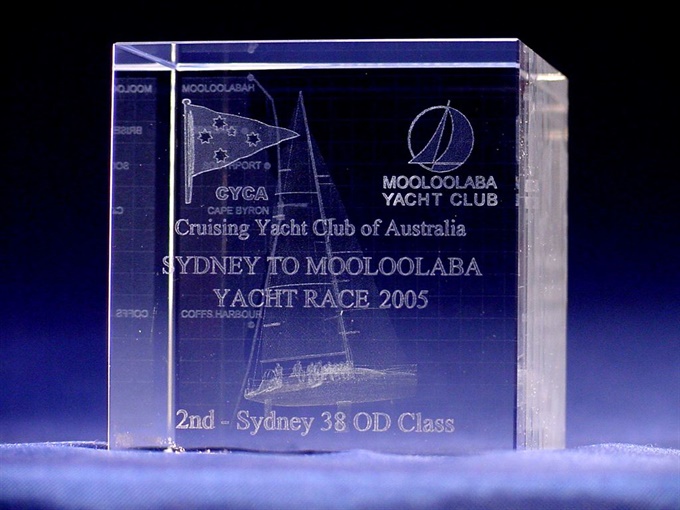 MOOLOOLABAH
SOUTHPORT
CYCA
CAPE BYRON
MOOLOOLABA
YACHT CLUB
Cruising Yacht Club of Australia
SYDNEY TO MOOLOOLABA
YACHT RACE 2005
COFFS HARBOUR
2nd - Sydney 38 OD Class